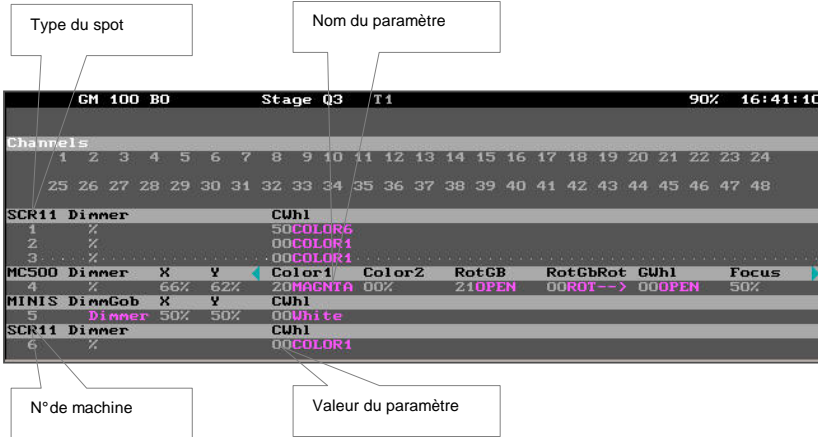 Type du spot
Nom du paramètre
GM 100 BO Stage Q3 T1 90% 16:41:10
Channels
1 2 3 4 5 6 7 8 9 10 11 12 13 14 15 16 17 18 19 20 21 22 23 24
25 26 27 28 29 30 31 32 33 34 35 36 37 38 39 40 41 42 43 44 45 46 47 48
SCR11 Dimmer CWhl
1 % 50COLOR6
2 % 00COLOR1
3 % 00COLOR1
MC500 Dimmer X Y Color1 Color2 RotGB RotGbRot GWhl Focus
4 % 66% 62% 20MAGNTA 00% 21OPEN 00ROT--> 00OPEN 50%
MINIS DimmGob X Y CWhl
5 Dimmer 50% 50% 00White
SCR11 Dimmer CWhl
6 % 00COLOR1
N° de machine
Valeur du paramètre